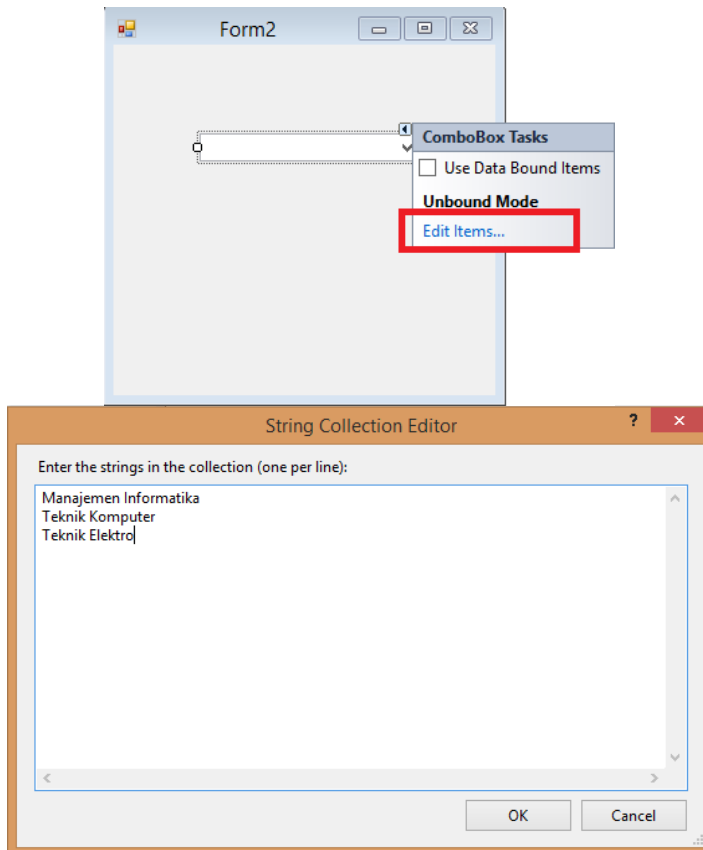 Form2
ComboBox Tasks
Use Data Bound Items
Unbound Mode
Edit Items...
String Collection Editor
?
Enter the strings in the collection (one per line):
Manajemen Informatika
Teknik Komputer
Teknik Elektro
OK Cancel